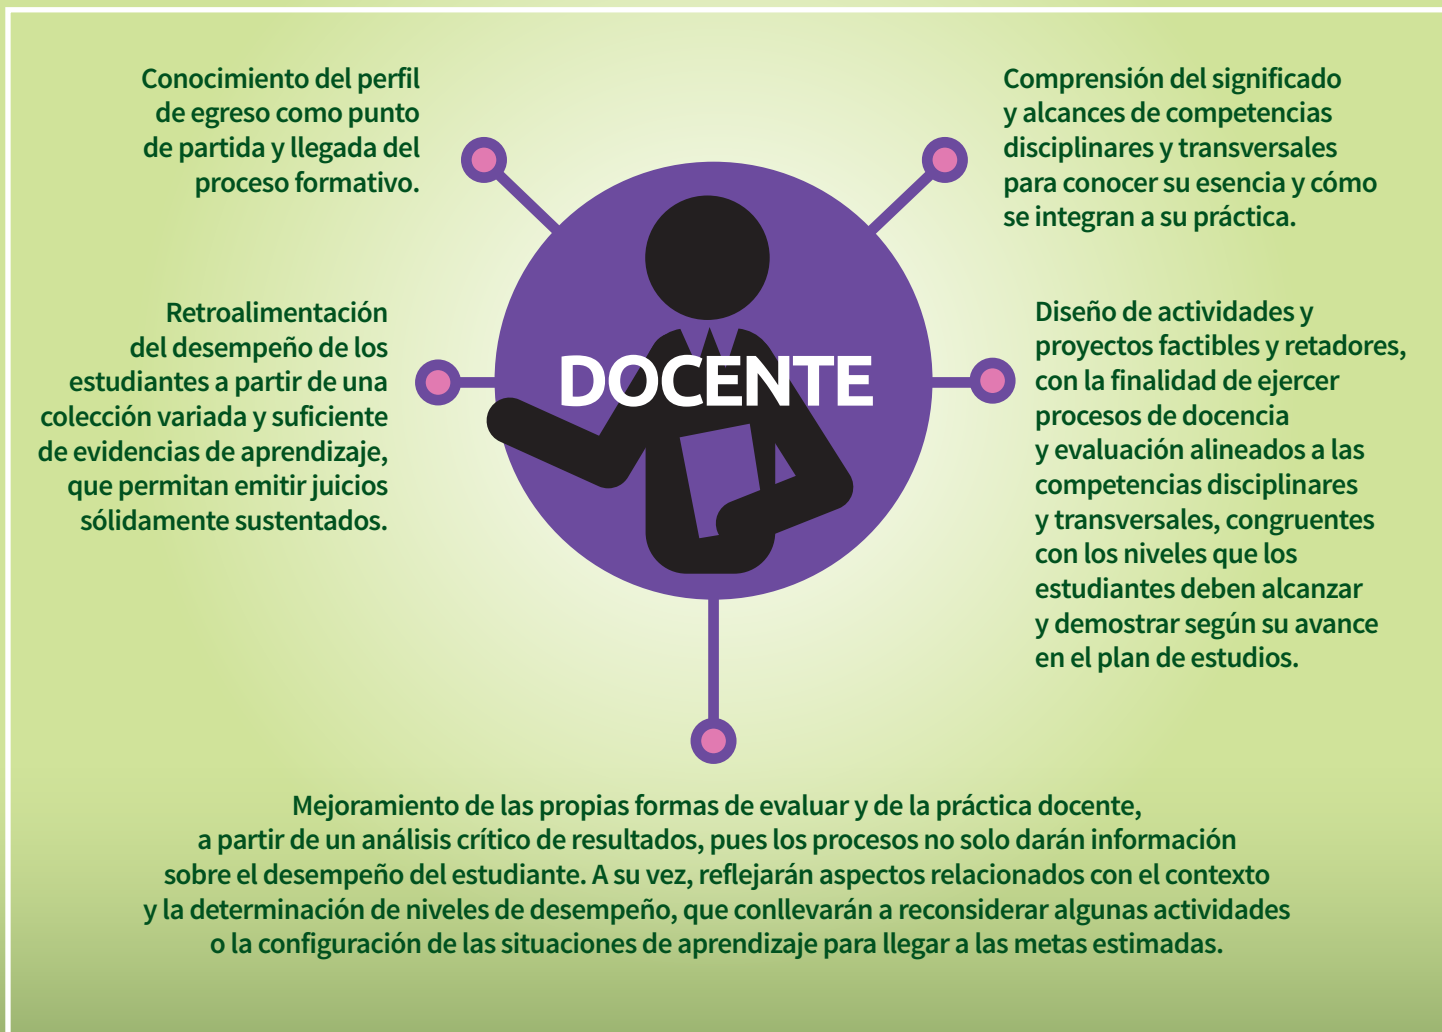 Conocimiento del perfil
de egreso como punto
de partida y llegada del
proceso formativo.
Comprensión del significado
y alcances de competencias
disciplinares y transversales
para conocer su esencia y cómo
se integran a su práctica.
Retroalimentación
del desempeño de los
estudiantes a partir de una
colección variada y suficiente
de evidencias de aprendizaje,
que permitan emitir juicios
sólidamente sustentados.
DOCENTE
Diseño de actividades y
proyectos factibles y retadores,
con la finalidad de ejercer
procesos de docencia
y evaluación alineados a las
competencias disciplinares
y transversales, congruentes
con los niveles que los
estudiantes deben alcanzar
y demostrar según su avance
en el plan de estudios.
Mejoramiento de las propias formas de evaluar y de la práctica docente,
a partir de un análisis crítico de resultados, pues los procesos no solo darán información
sobre el desempeño del estudiante. A su vez, reflejarán aspectos relacionados con el contexto
y la determinación de niveles de desempeño, que conllevarán a reconsiderar algunas actividades
o la configuración de las situaciones de aprendizaje para llegar a las metas estimadas.